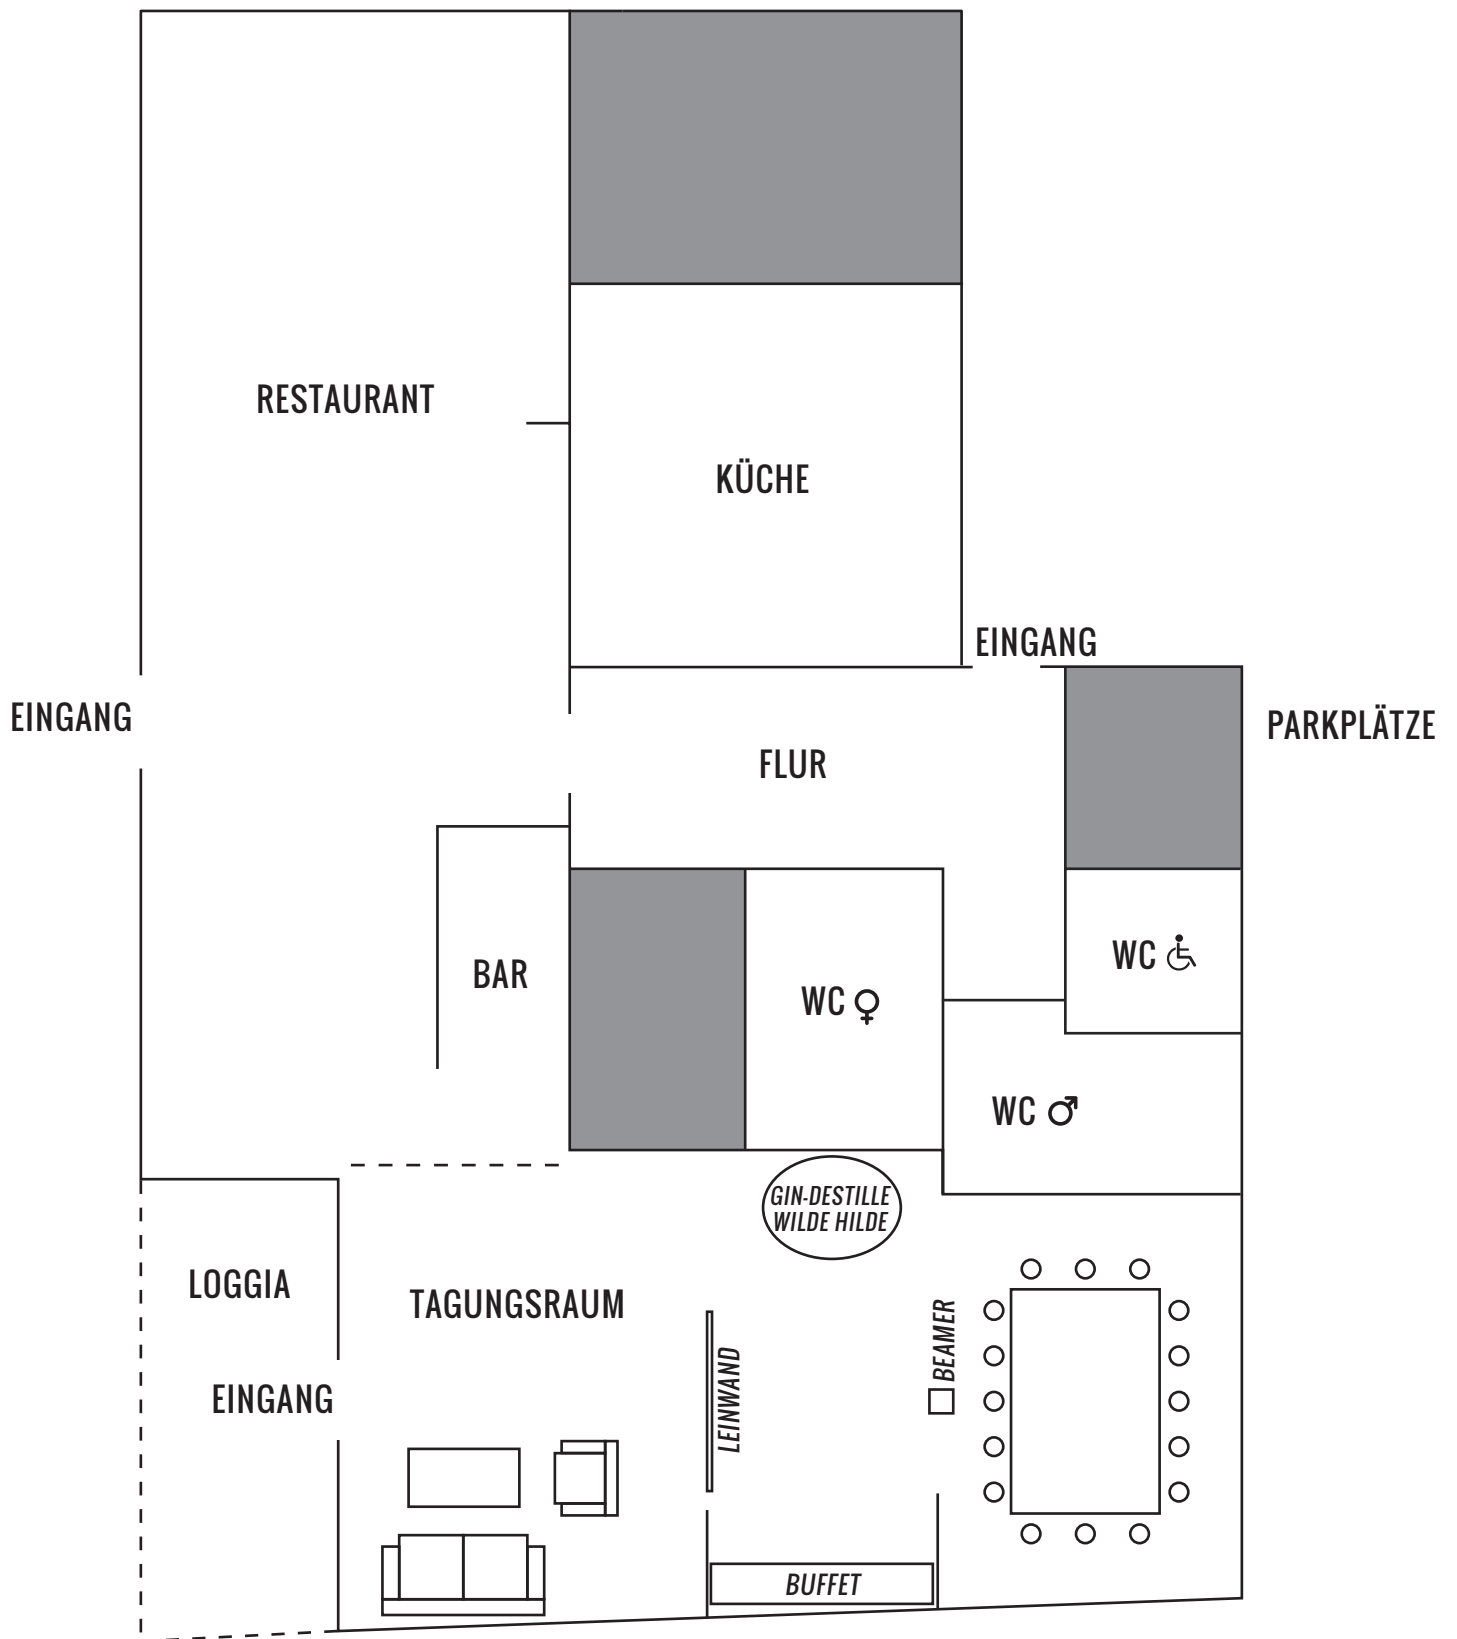 RESTAURANT
KÜCHE
EINGANG
EINGANG
PARKPLÄTZE
FLUR
BAR
WC
WC ♀
WC ♂
GIN-DESTILLE
WILDE HILDE
LOGGIA
TAGUNGSRAUM
BEAMER
LEINWAND
EINGANG
BUFFET